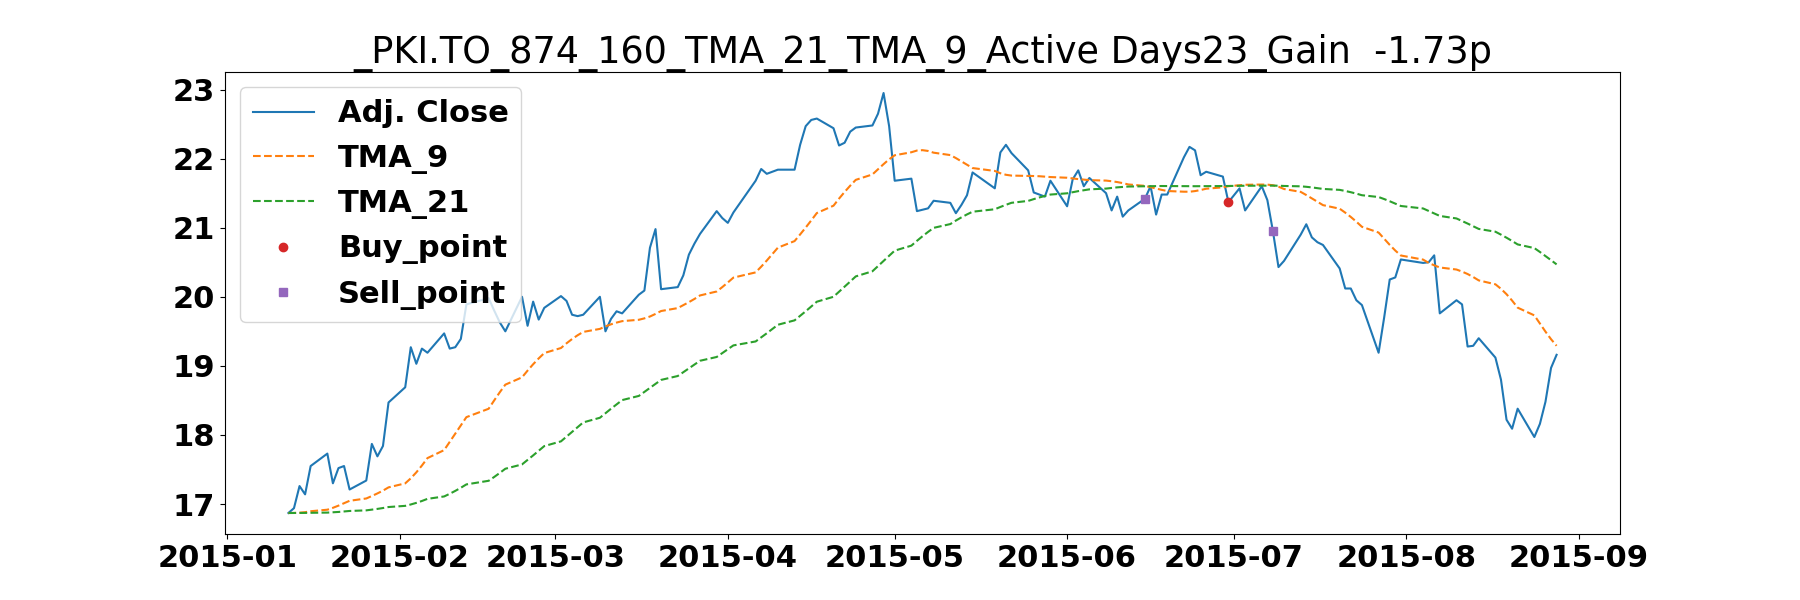 _PKI.TO_874_160_TMA_21_TMA_9_Active Days23_Gain  -1.73p
23
22
21
20
19
18
17
Adj. Close
TMA_9
TMA_21
Buy_point
Sell_point
2015-01 2015-02 2015-03 2015-04 2015-05 2015-06 2015-07 2015-08 2015-09